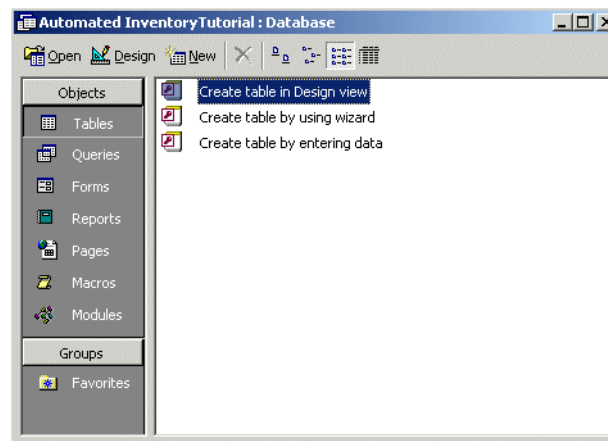 Automated InventoryTutorial : Database
Open Design New
Objects
Tables
Queries
Forms
Reports
Pages
Macros
Modules
Groups
Favorites
Create table in Design view
Create table by using wizard
Create table by entering data